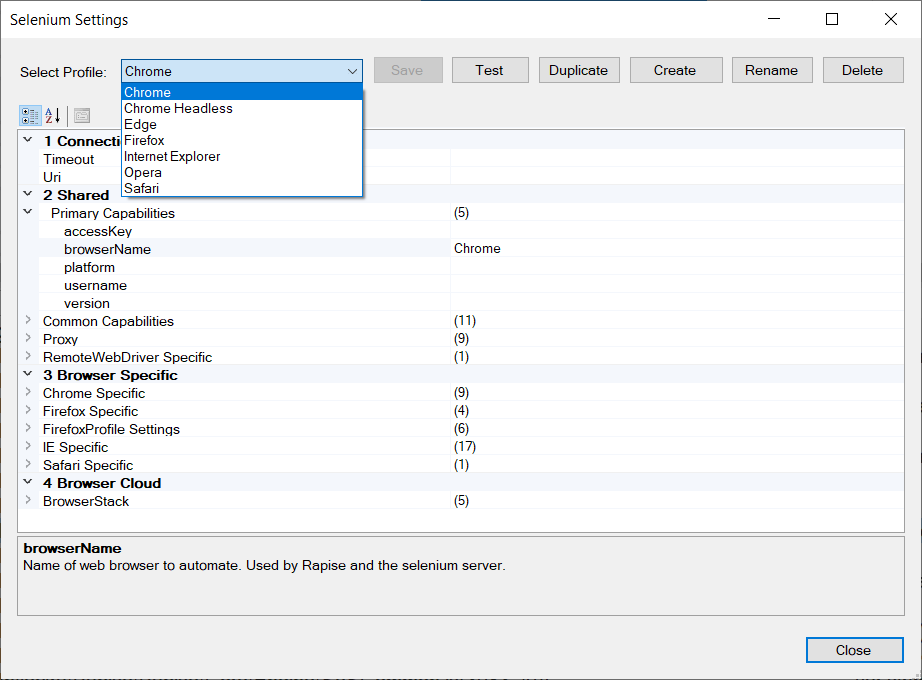 Selenium Settings
Select Profile: Chrome Save Test Duplicate Create Rename Delete
Chrome
Chrome Headless
Edge
Firefox
Internet Explorer
Opera
Safari
1 Connecti
Timeout
Uri
2 Shared
Primary Capabilities (5)
accessKey
browserName Chrome
platform
username
version
Common Capabilities (11)
Proxy (9)
RemoteWebDriver Specific (1)
3 Browser Specific
Chrome Specific (9)
Firefox Specific (4)
FirefoxProfile Settings (6)
IE Specific (17)
Safari Specific (1)
4 Browser Cloud
BrowserStack (5)
browserName
Name of web browser to automate. Used by Rapise and the selenium server.
Close